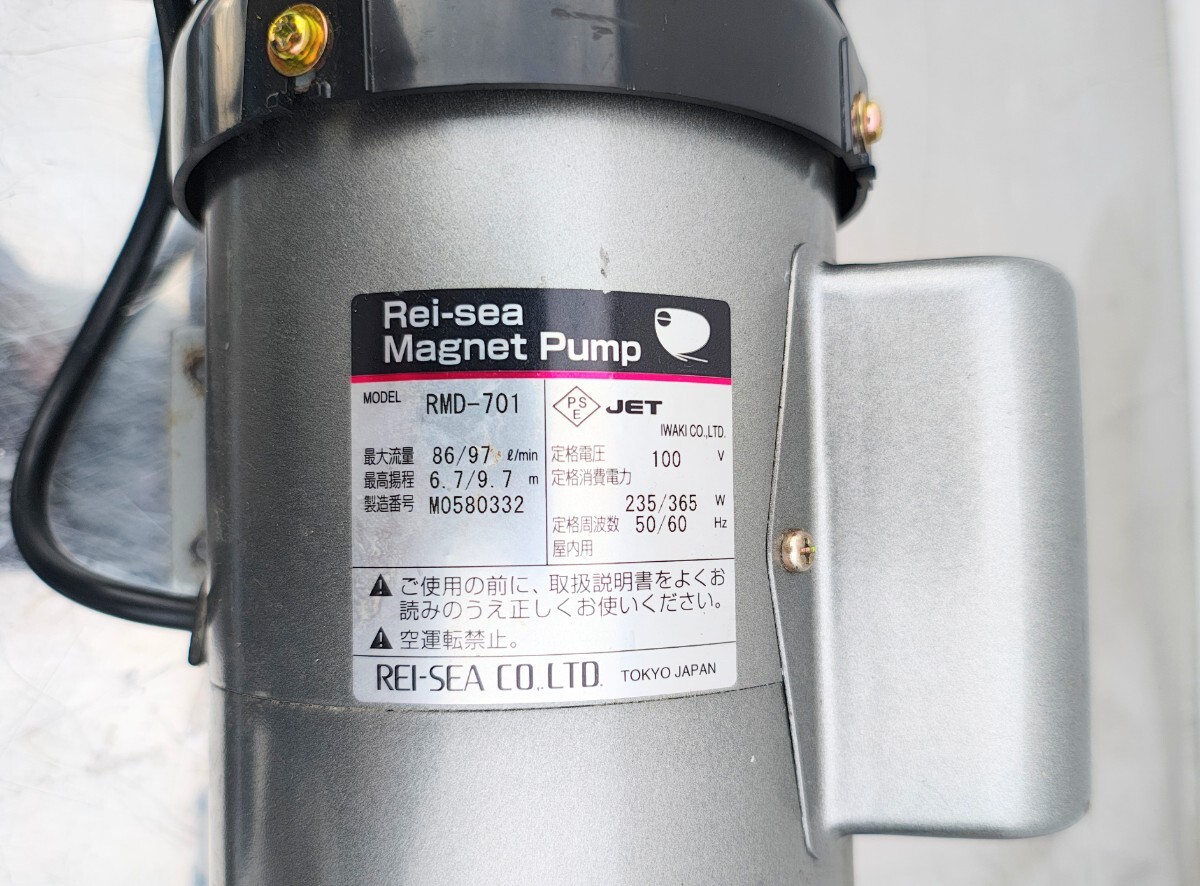 Rei-sea
Magnet Pump
MODEL RMD-701
最大流量 86/97 ℓ/min
最高揚程 6.7/9.7 m
製造番号 M0580332
PSE JET
IWAKI CO.,LTD.
定格電圧 100 V
定格消費電力
235/365 W
定格周波数 50/60 Hz
屋内用
ご使用の前に、取扱説明書をよくお
読みのうえ正しくお使いください。
空運転禁止。
REI-SEA CO.,LTD. TOKYO JAPAN